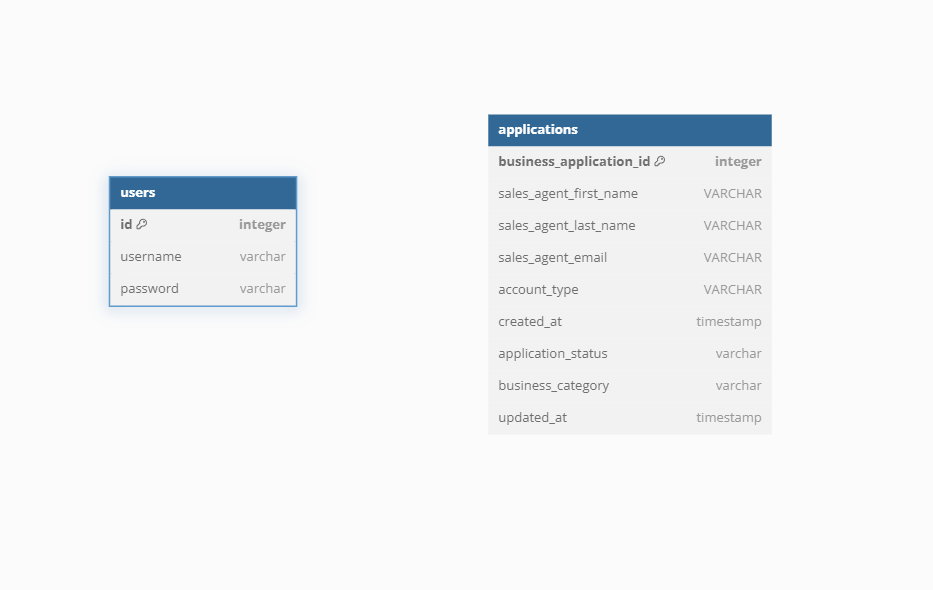 users
id integer
username varchar
password varchar
applications
business_application_id integer
sales_agent_first_name VARCHAR
sales_agent_last_name VARCHAR
sales_agent_email VARCHAR
account_type VARCHAR
created_at timestamp
application_status varchar
business_category varchar
updated_at timestamp